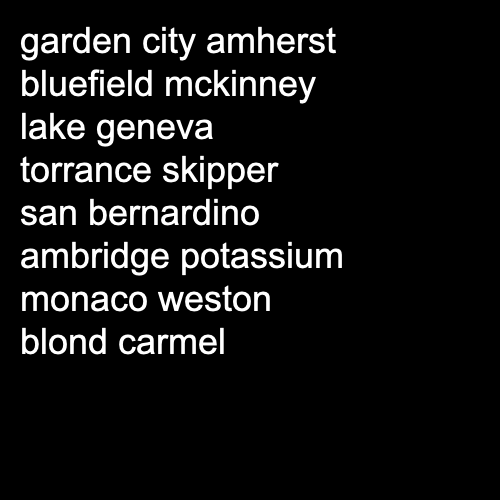 garden city amherst
bluefield mckinney
lake geneva
torrance skipper
san bernardino
ambridge potassium
monaco weston
blond carmel